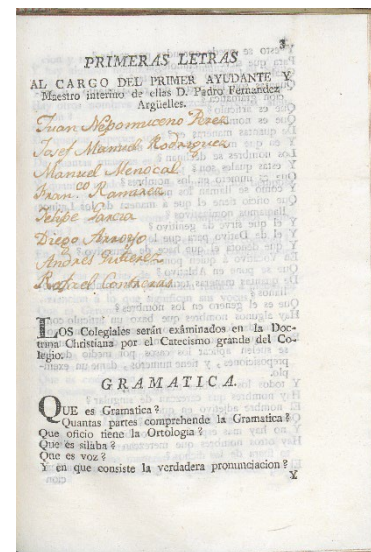 3
PRIMERAS LETRAS
AL CARGO DEL PRIMER AYUDANTE Y
Maestro interino de ellas D. Pedro Fernandez
Argüelles.
Juan Nepomuceno Perez
Josef Manuel Rodriguez
Manuel Menocal
Fran.co Ramirez
Felipe Garcia
Diego Arroyo
Andrés Gutierez
Rafael Contreras
LOS Colegiales serán exâminados en la Doc-
trina Christiana por el Catecismo grande del Co-
legio.
GRAMATICA.
QUE es Gramatica?
Quantas partes comprehende la Gramatica?
Que oficio tiene la Ortologia?
Que es silaba?
Que es voz?
Y en que consiste la verdadera pronunciacion?
Y